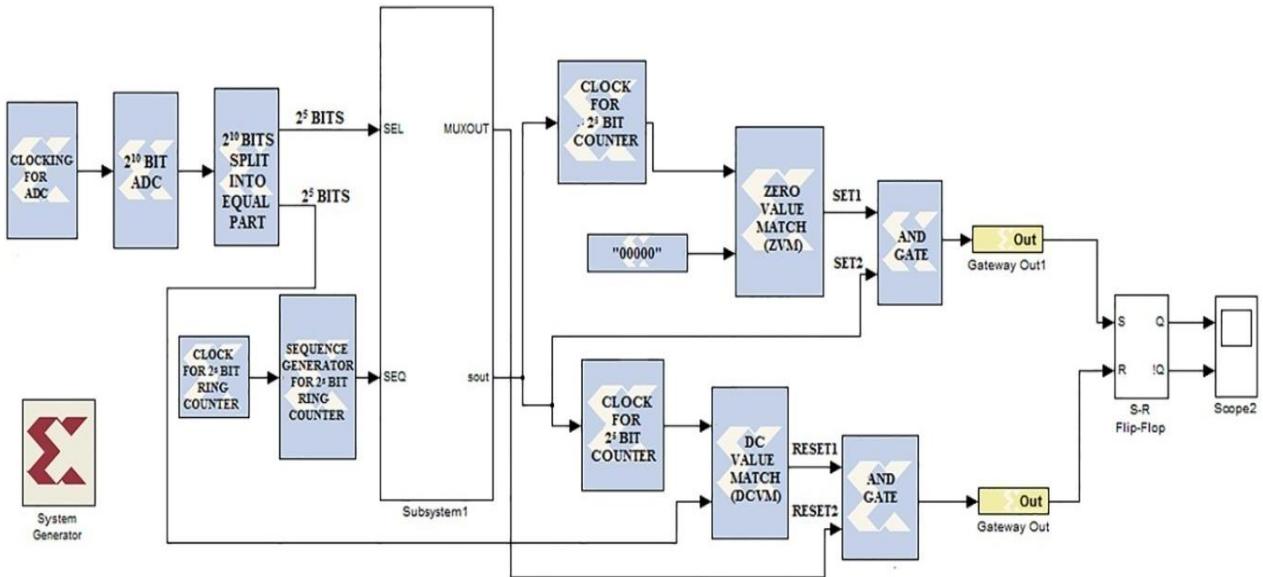 CLOCKING
FOR
ADC
2¹⁰ BIT
ADC
2¹⁰ BITS
SPLIT
INTO
EQUAL
PART
2⁵ BITS
2⁵ BITS
SEL
MUXOUT
SEQ
sout
Subsystem1
CLOCK
FOR 2⁵ BIT
RING
COUNTER
SEQUENCE
GENERATOR
FOR 2⁵ BIT
RING
COUNTER
System
Generator
CLOCK
FOR
2⁵ BIT
COUNTER
"00000"
ZERO
VALUE
MATCH
(ZVM)
SET1
SET2
AND
GATE
Out
Gateway Out1
CLOCK
FOR
2⁵ BIT
COUNTER
DC
VALUE
MATCH
(DCVM)
RESET1
RESET2
AND
GATE
Out
Gateway Out
S
Q
R
!Q
S-R
Flip-Flop
Scope2